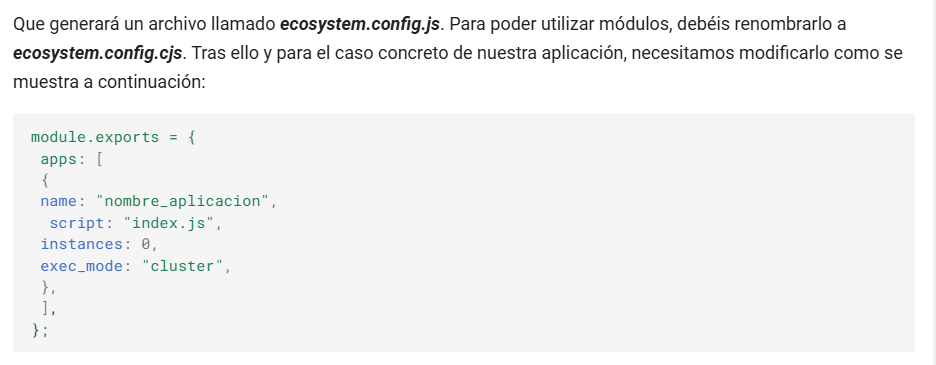 Que generará un archivo llamado ecosystem.config.js. Para poder utilizar módulos, debéis renombrarlo a
ecosystem.config.cjs. Tras ello y para el caso concreto de nuestra aplicación, necesitamos modificarlo como se
muestra a continuación:
module.exports = {
 apps: [
 {
 name: "nombre_aplicacion",
  script: "index.js",
 instances: 0,
 exec_mode: "cluster",
 },
 ],
};